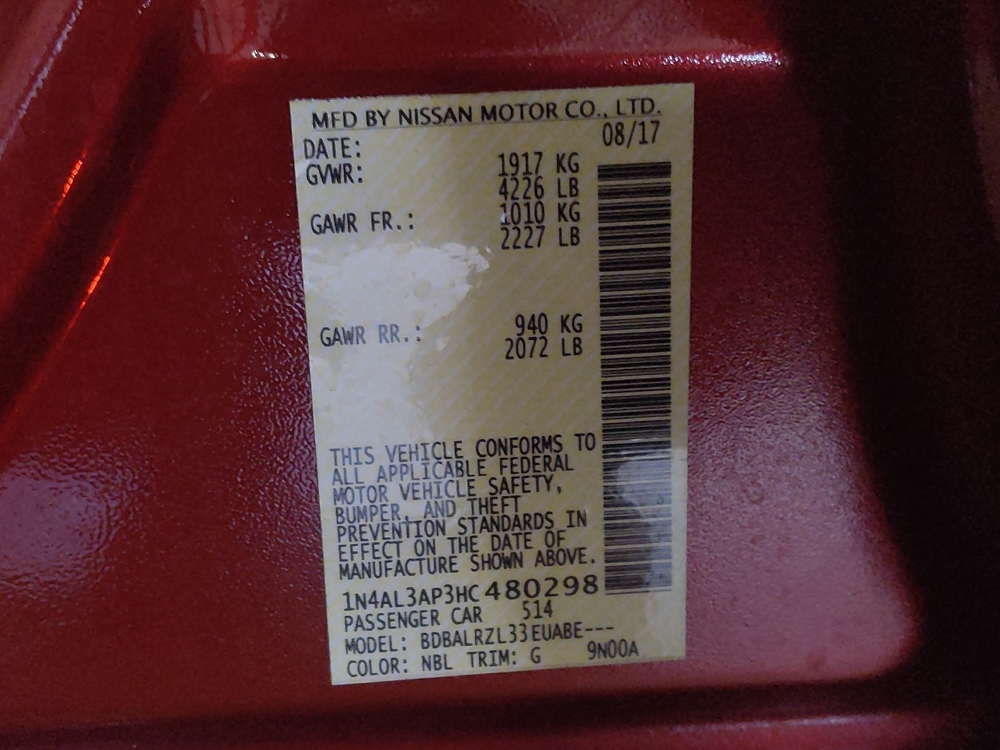 MFD BY NISSAN MOTOR CO., LTD.
DATE: 08/17
GVWR: 1917 KG
4226 LB
GAWR FR.: 1010 KG
2227 LB
GAWR RR.: 940 KG
2072 LB
THIS VEHICLE CONFORMS TO
ALL APPLICABLE FEDERAL
MOTOR VEHICLE SAFETY,
BUMPER, AND THEFT
PREVENTION STANDARDS IN
EFFECT ON THE DATE OF
MANUFACTURE SHOWN ABOVE.
1N4AL3AP3HC480298
PASSENGER CAR 514
MODEL: BDBALRZL33EUABE---
COLOR: NBL TRIM: G 9N00A